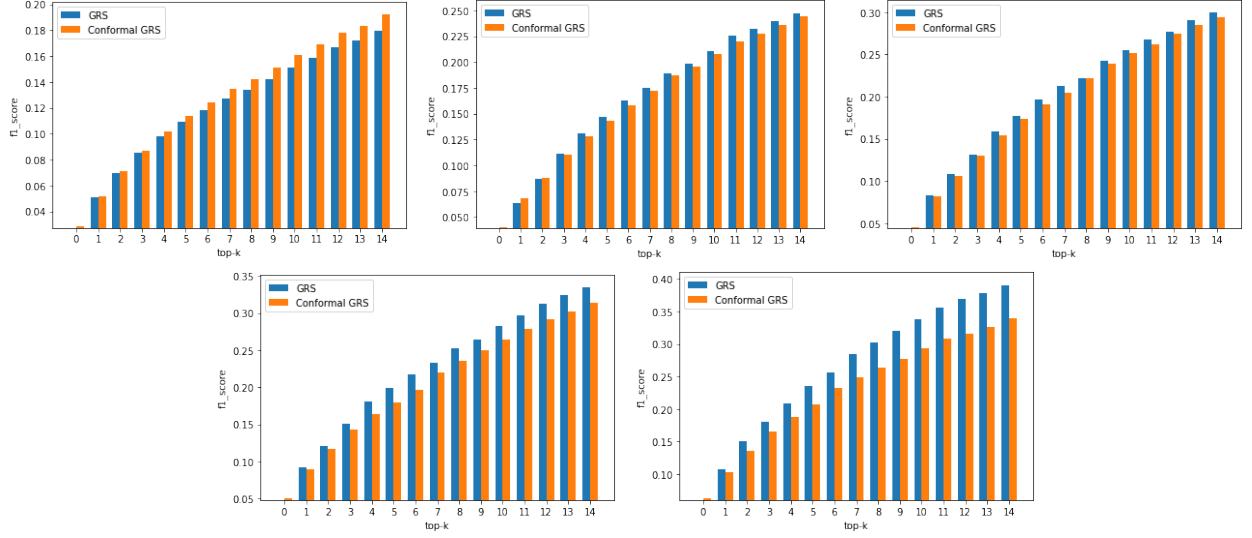 0.20
0.18
0.16
0.14
0.12
0.10
0.08
0.06
0.04
f1_score
GRS
Conformal GRS
0 1 2 3 4 5 6 7 8 9 10 11 12 13 14
top-k
0.250
0.225
0.200
0.175
0.150
0.125
0.100
0.075
0.050
f1_score
GRS
Conformal GRS
0 1 2 3 4 5 6 7 8 9 10 11 12 13 14
top-k
0.30
0.25
0.20
0.15
0.10
0.05
f1_score
GRS
Conformal GRS
0 1 2 3 4 5 6 7 8 9 10 11 12 13 14
top-k
0.35
0.30
0.25
0.20
0.15
0.10
0.05
f1_score
GRS
Conformal GRS
0 1 2 3 4 5 6 7 8 9 10 11 12 13 14
top-k
0.40
0.35
0.30
0.25
0.20
0.15
0.10
f1_score
GRS
Conformal GRS
0 1 2 3 4 5 6 7 8 9 10 11 12 13 14
top-k